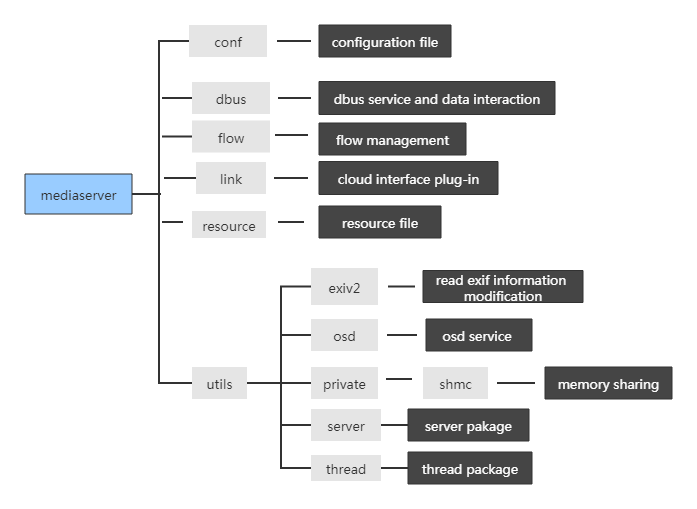 conf
configuration file
dbus
dbus service and data interaction
flow
flow management
mediaserver
link
cloud interface plug-in
resource
resource file
exiv2
read exif information
modification
osd
osd service
utils
private
shmc
memory sharing
server
server pakage
thread
thread package